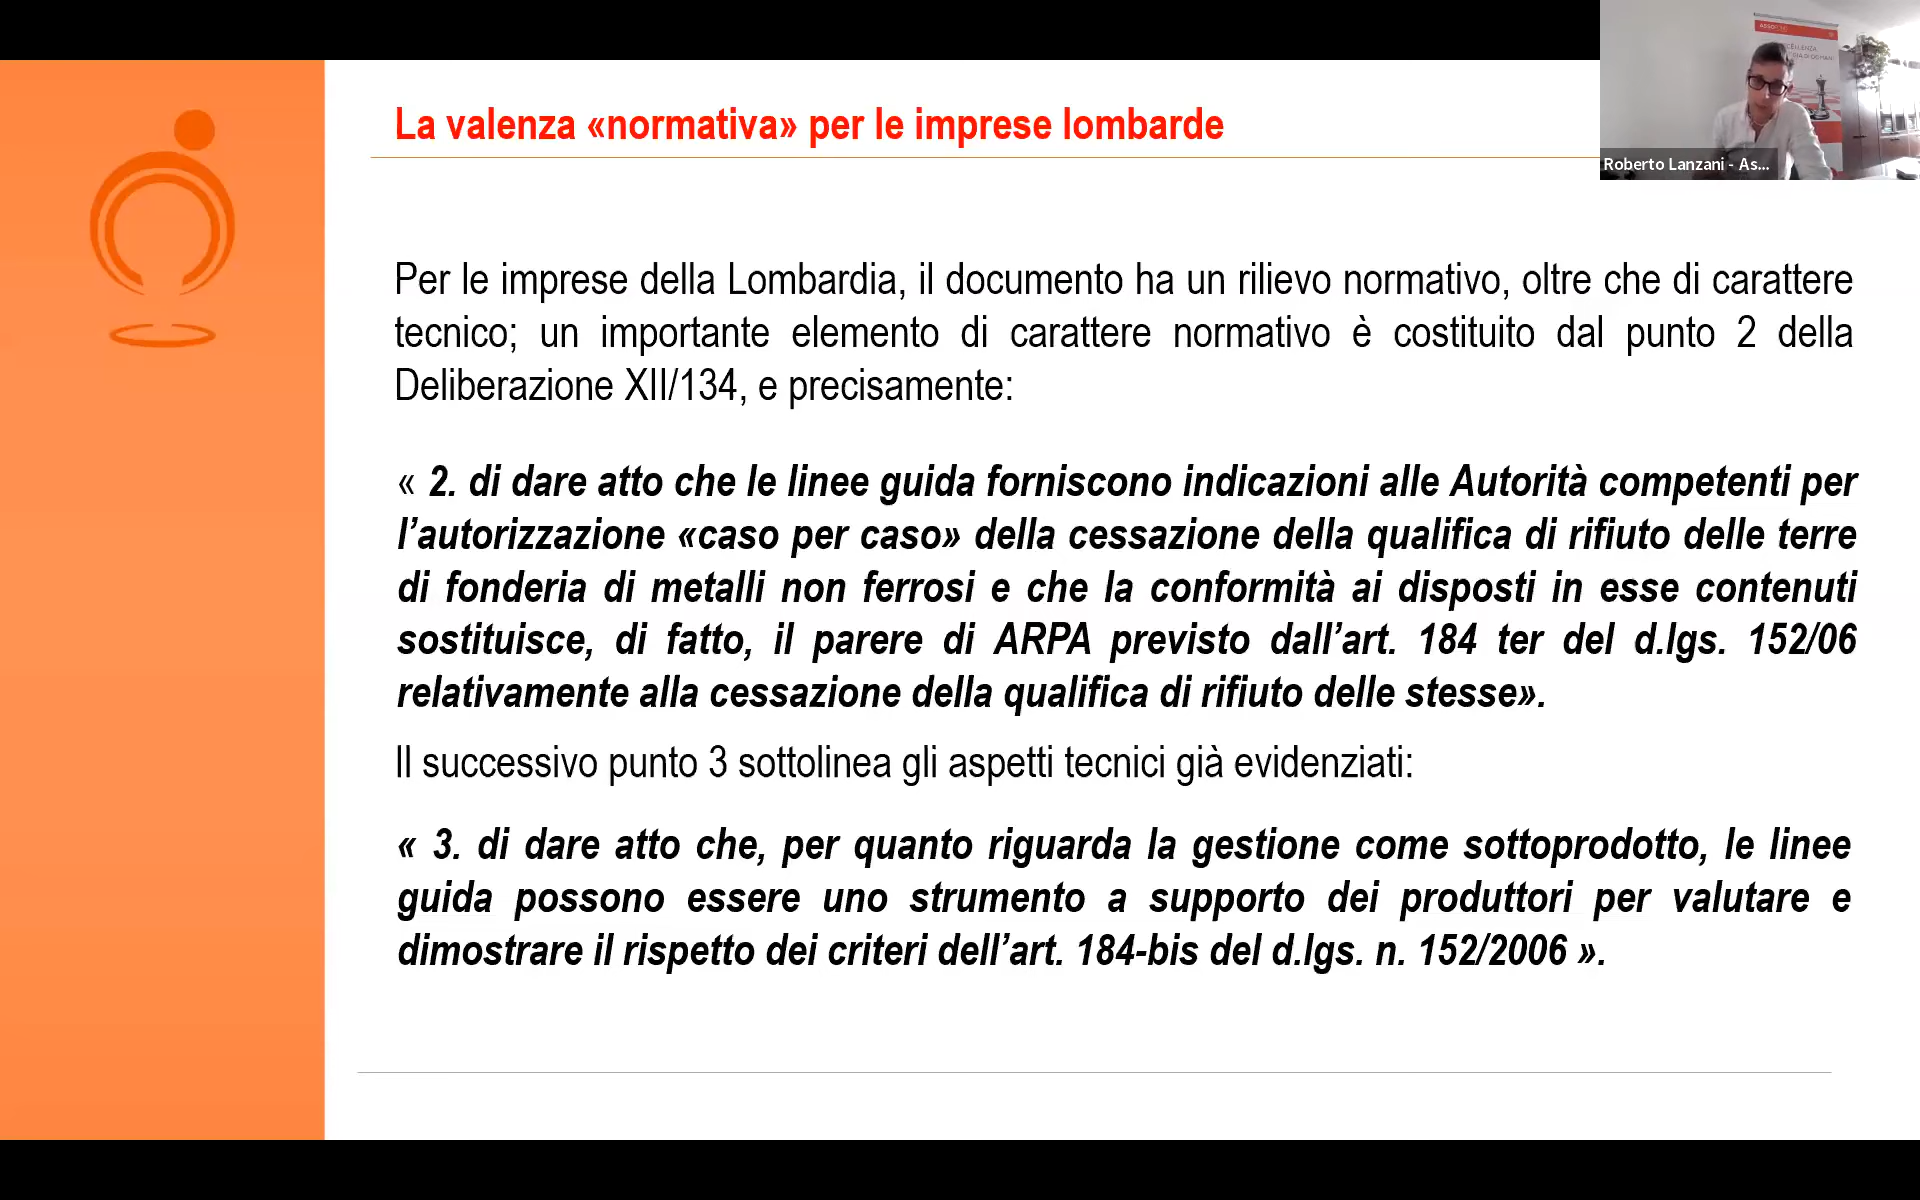 La valenza «normativa» per le imprese lombarde
Roberto Lanzani - As...
Per le imprese della Lombardia, il documento ha un rilievo normativo, oltre che di carattere
tecnico; un importante elemento di carattere normativo è costituito dal punto 2 della
Deliberazione XII/134, e precisamente:
« 2. di dare atto che le linee guida forniscono indicazioni alle Autorità competenti per
l’autorizzazione «caso per caso» della cessazione della qualifica di rifiuto delle terre
di fonderia di metalli non ferrosi e che la conformità ai disposti in esse contenuti
sostituisce, di fatto, il parere di ARPA previsto dall’art. 184 ter del d.lgs. 152/06
relativamente alla cessazione della qualifica di rifiuto delle stesse».
Il successivo punto 3 sottolinea gli aspetti tecnici già evidenziati:
« 3. di dare atto che, per quanto riguarda la gestione come sottoprodotto, le linee
guida possono essere uno strumento a supporto dei produttori per valutare e
dimostrare il rispetto dei criteri dell’art. 184-bis del d.lgs. n. 152/2006 ».